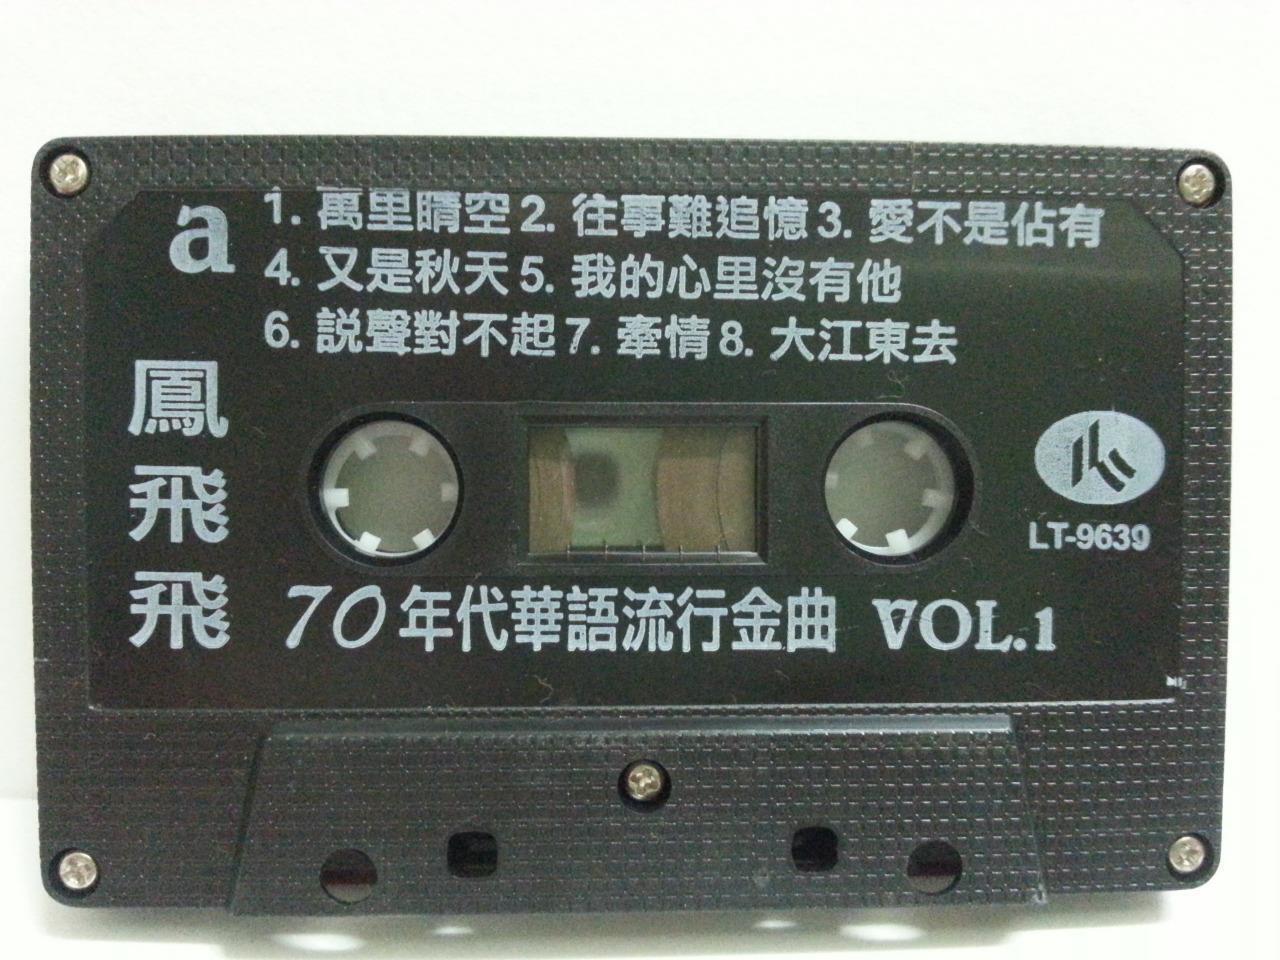 a
1. 萬里晴空 2. 往事難追憶 3. 愛不是佔有
4. 又是秋天 5. 我的心里沒有他
6. 説聲對不起 7. 牽情 8. 大江東去
鳳飛飛
LT-9639
70年代華語流行金曲 VOL.1